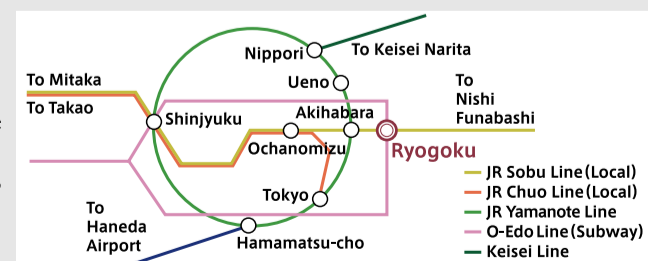 Nippori
To Keisei Narita
Ueno
To Mitaka
To Takao
To
Nishi
Funabashi
Akihabara
Shinjyuku
Ochanomizu
Ryogoku
Tokyo
To
Haneda
Airport
Hamamatsu-cho
JR Sobu Line(Local)
JR Chuo Line(Local)
JR Yamanote Line
O-Edo Line(Subway)
Keisei Line